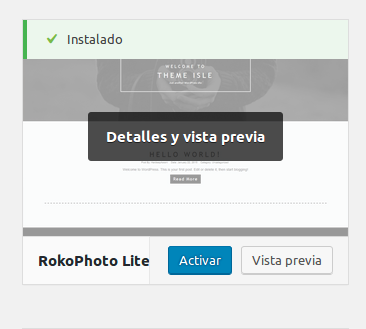 Instalado
WELCOME TO
THEME ISLE
Detalles y vista previa
HELLO WORLD!
Read More
RokoPhoto Lite
Activar
Vista previa